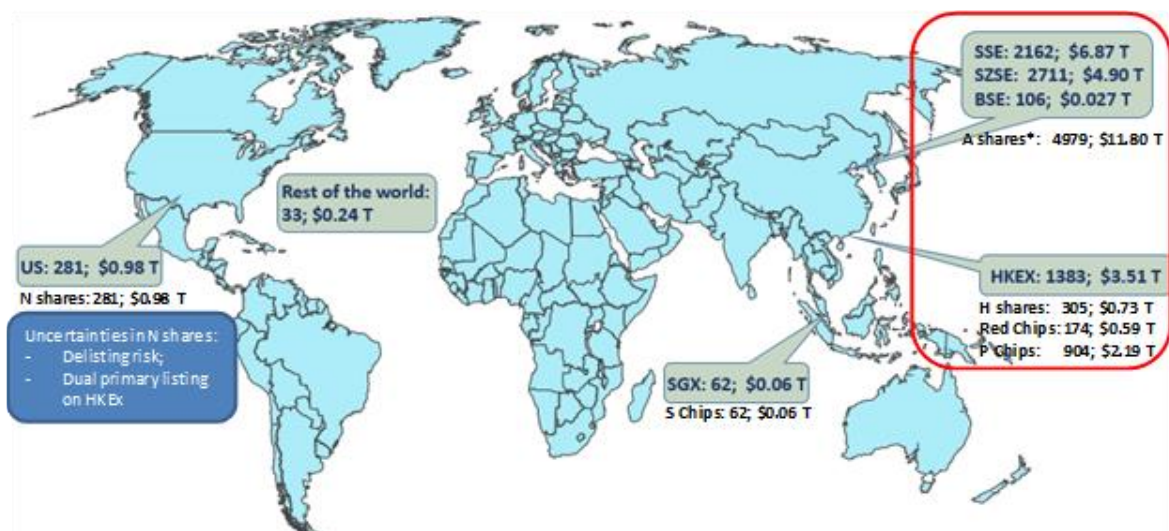 SSE: 2162; $6.87 T
SZSE: 2711; $4.90 T
BSE: 106; $0.027 T
A shares*: 4979; $11.80 T
Rest of the world:
33; $0.24 T
US: 281; $0.98 T
N shares: 281; $0.98 T
Uncertainties in N shares:
- Delisting risk;
- Dual primary listing
on HKEx
HKEX: 1383; $3.51 T
H shares: 305; $0.73 T
Red Chips: 174; $0.59 T
P Chips: 904; $2.19 T
SGX: 62; $0.06 T
S Chips: 62; $0.06 T